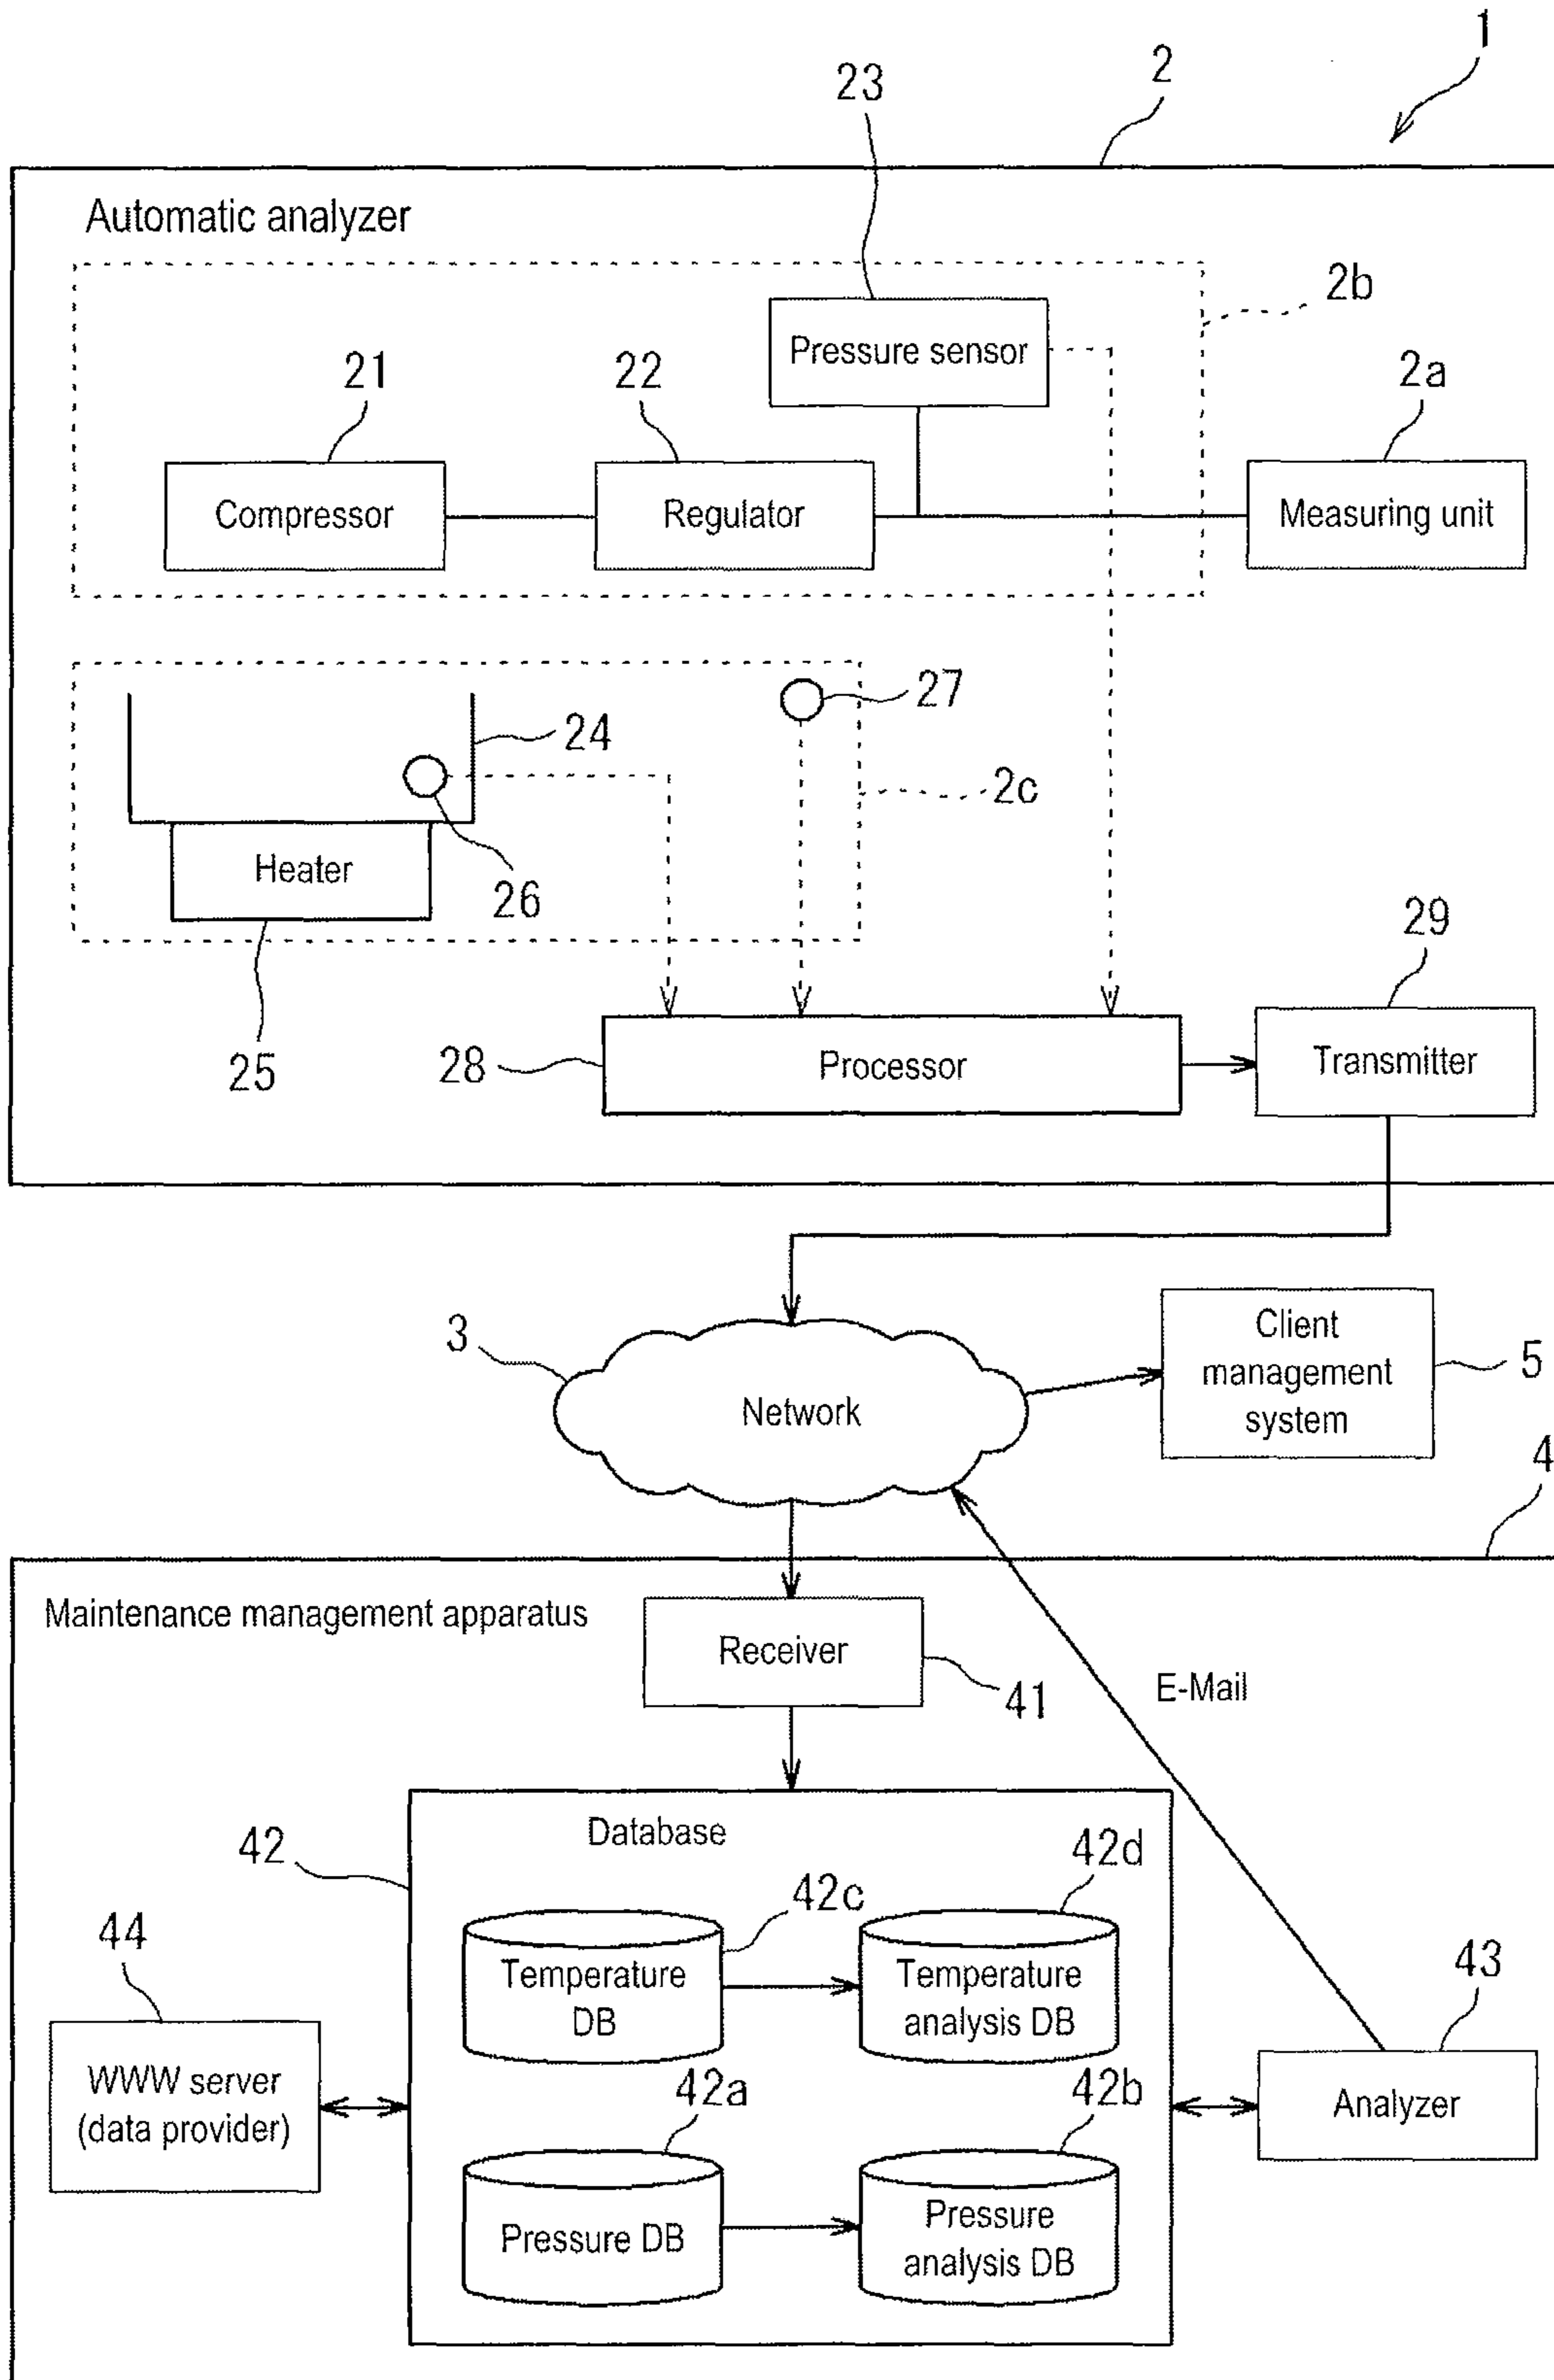 1
2
23
Automatic analyzer
2b
Pressure sensor
21
22
2a
Compressor
Regulator
Measuring unit
27
24
2c
Heater
26
29
25
28
Processor
Transmitter
3
Client
management
system
5
Network
4
Maintenance management apparatus
Receiver
41
E-Mail
42
Database
42c
42d
44
Temperature
DB
Temperature
analysis DB
43
WWW server
(data provider)
42a
42b
Analyzer
Pressure DB
Pressure
analysis DB